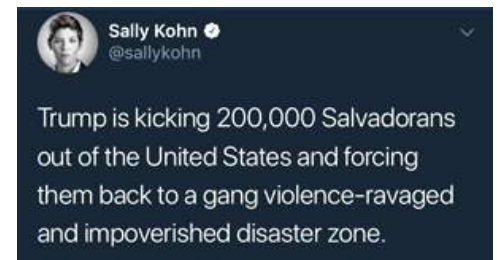 Sally Kohn
@sallykohn
Trump is kicking 200,000 Salvadorans
out of the United States and forcing
them back to a gang violence-ravaged
and impoverished disaster zone.